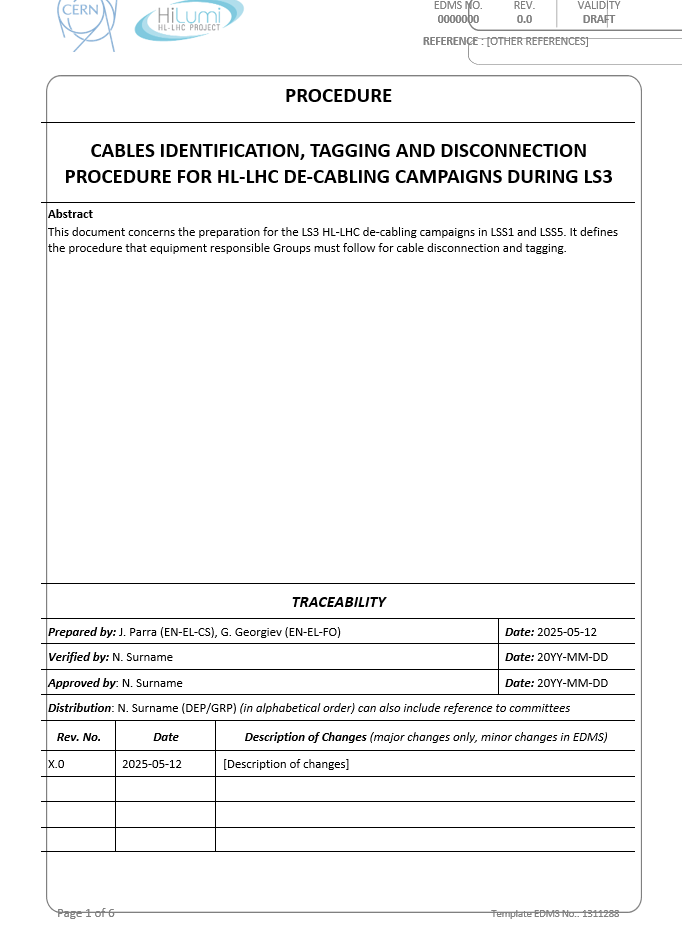 CERN
HiLumi
HL-LHC PROJECT
EDMS NO. REV. VALIDITY
0000000 0.0 DRAFT
REFERENCE : [OTHER REFERENCES]
PROCEDURE
CABLES IDENTIFICATION, TAGGING AND DISCONNECTION
PROCEDURE FOR HL-LHC DE-CABLING CAMPAIGNS DURING LS3
Abstract
This document concerns the preparation for the LS3 HL-LHC de-cabling campaigns in LSS1 and LSS5. It defines
the procedure that equipment responsible Groups must follow for cable disconnection and tagging.
TRACEABILITY
Prepared by: J. Parra (EN-EL-CS), G. Georgiev (EN-EL-FO) Date: 2025-05-12
Verified by: N. Surname Date: 20YY-MM-DD
Approved by: N. Surname Date: 20YY-MM-DD
Distribution: N. Surname (DEP/GRP) (in alphabetical order) can also include reference to committees
Rev. No. Date Description of Changes (major changes only, minor changes in EDMS)
X.0 2025-05-12 [Description of changes]
Page 1 of 6 Template EDMS No.: 1311288